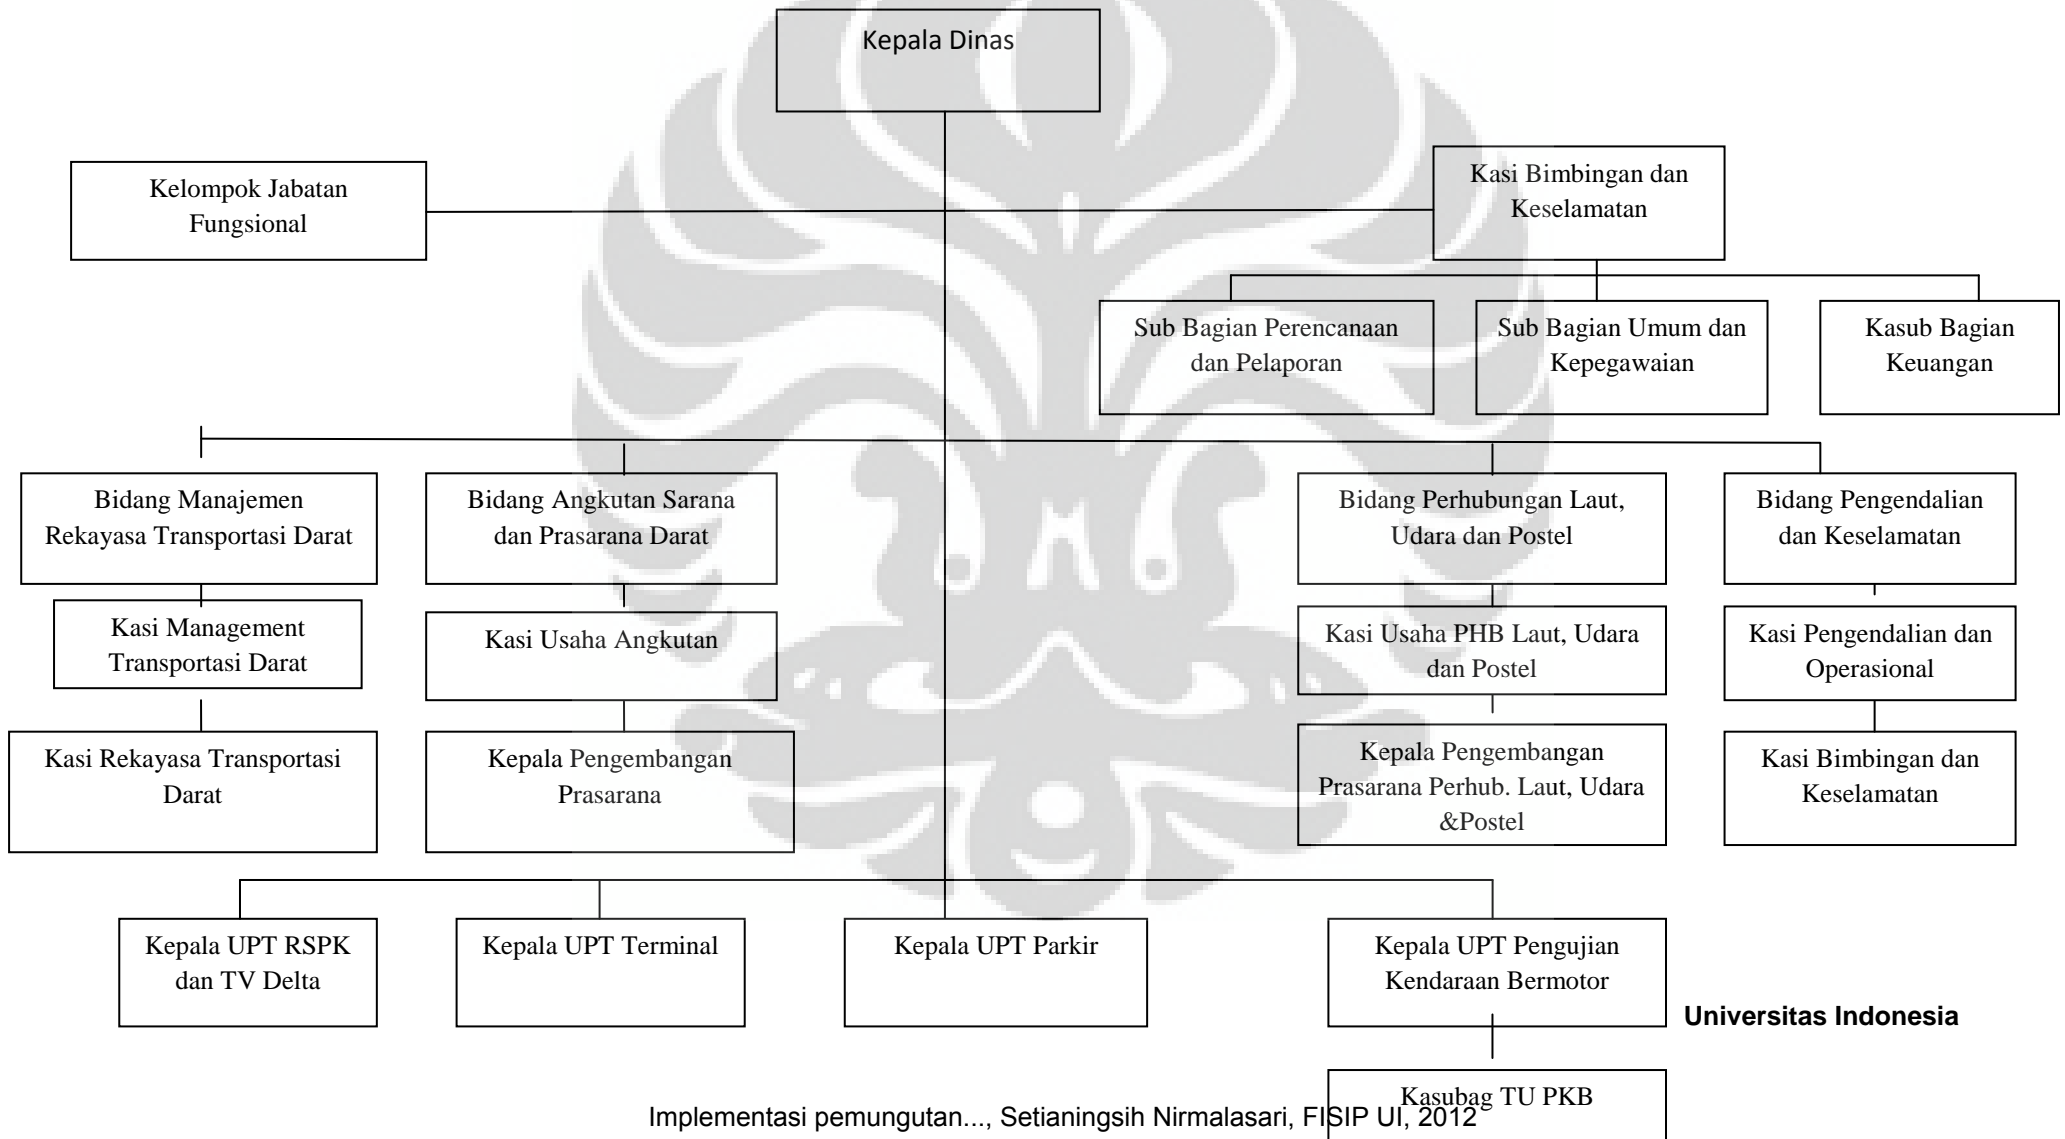 Kepala Dinas
Kelompok Jabatan
Fungsional
Kasi Bimbingan dan
Keselamatan
Sub Bagian Perencanaan
dan Pelaporan
Sub Bagian Umum dan
Kepegawaian
Kasub Bagian
Keuangan
Bidang Manajemen
Rekayasa Transportasi Darat
Bidang Angkutan Sarana
dan Prasarana Darat
Bidang Perhubungan Laut,
Udara dan Postel
Bidang Pengendalian
dan Keselamatan
Kasi Management
Transportasi Darat
Kasi Usaha Angkutan
Kasi Usaha PHB Laut, Udara
dan Postel
Kasi Pengendalian dan
Operasional
Kasi Rekayasa Transportasi
Darat
Kepala Pengembangan
Prasarana
Kepala Pengembangan
Prasarana Perhub. Laut, Udara
&Postel
Kasi Bimbingan dan
Keselamatan
Kepala UPT RSPK
dan TV Delta
Kepala UPT Terminal
Kepala UPT Parkir
Kepala UPT Pengujian
Kendaraan Bermotor
Universitas Indonesia
Kasubag TU PKB
Implementasi pemungutan..., Setianingsih Nirmalasari, FISIP UI, 2012